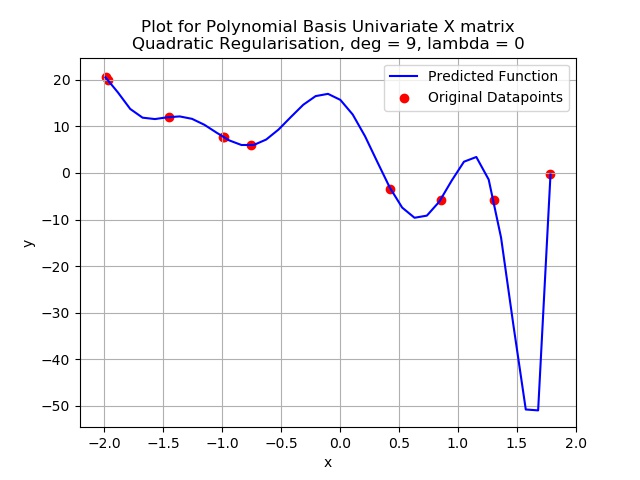 Plot for Polynomial Basis Univariate X matrix
Quadratic Regularisation, deg = 9, lambda = 0
Predicted Function
Original Datapoints
20
10
0
−10
−20
−30
−40
−50
y
−2.0 −1.5 −1.0 −0.5 0.0 0.5 1.0 1.5 2.0
x